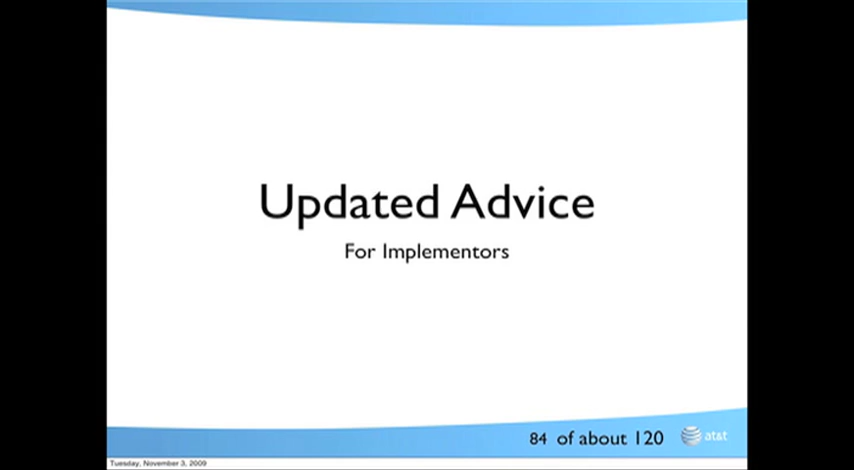 Updated Advice
For Implementors
84 of about 120
at&t
Tuesday, November 3, 2009